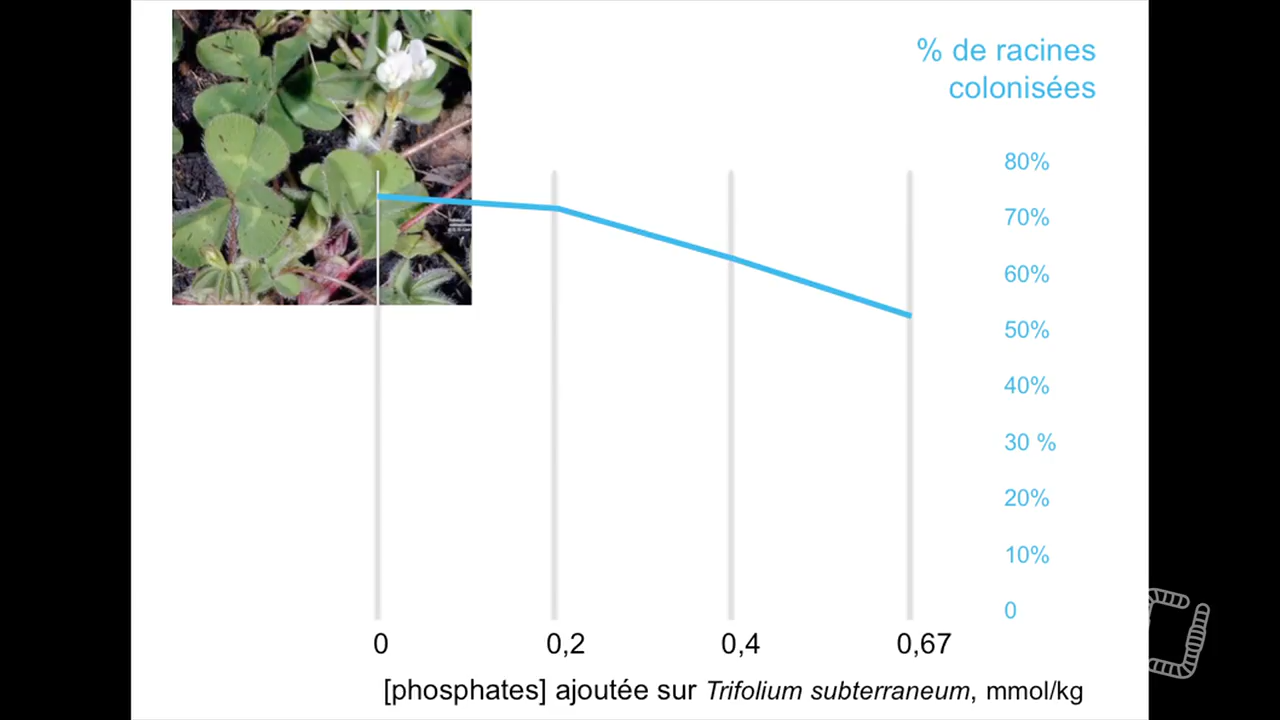 % de racines
colonisées
80%
70%
60%
50%
40%
30 %
20%
10%
0
0 0,2 0,4 0,67
[phosphates] ajoutée sur Trifolium subterraneum, mmol/kg